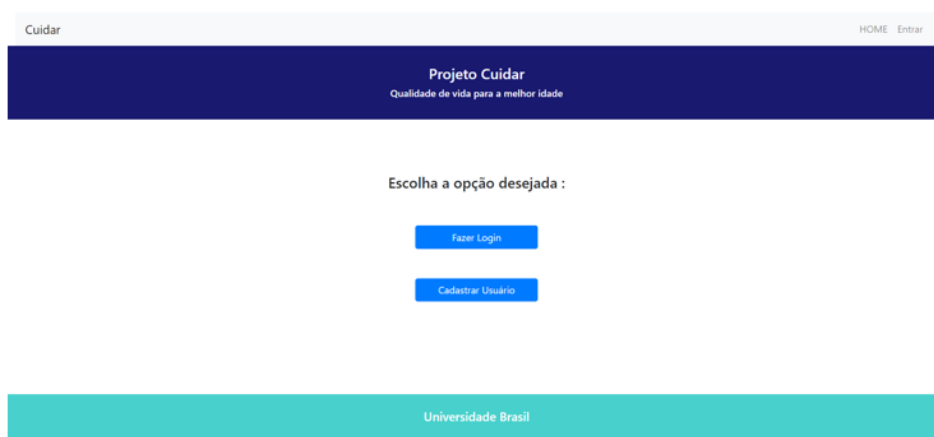 Cuidar
HOME Entrar
Projeto Cuidar
Qualidade de vida para a melhor idade
Escolha a opção desejada :
Fazer Login
Cadastrar Usuário
Universidade Brasil